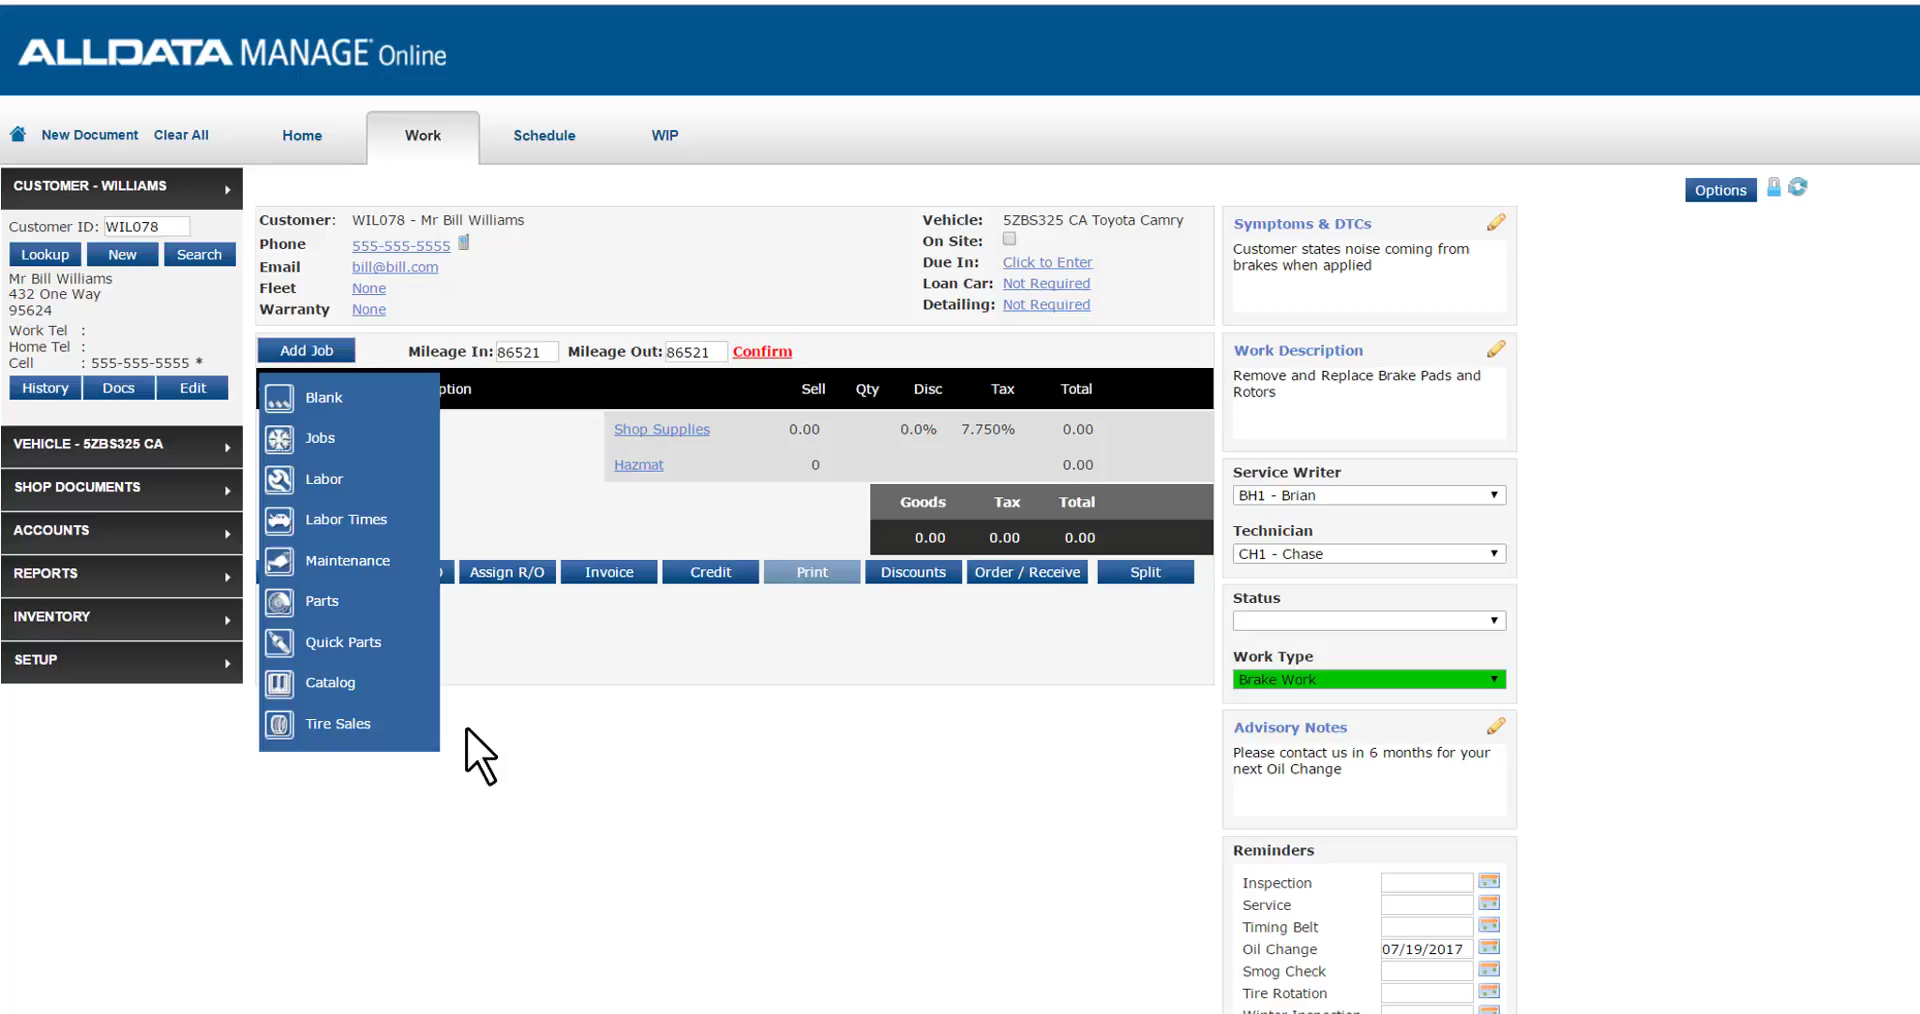 ALLDATA MANAGE Online
New Document Clear All Home Work Schedule WIP
CUSTOMER - WILLIAMS
Customer ID: WIL078
Lookup New Search
Mr Bill Williams
432 One Way
95624
Work Tel :
Home Tel :
Cell : 555-555-5555 *
History Docs Edit
VEHICLE - 5ZBS325 CA
SHOP DOCUMENTS
ACCOUNTS
REPORTS
INVENTORY
SETUP
Options
Customer: WIL078 - Mr Bill Williams
Phone 555-555-5555
Email bill@bill.com
Fleet None
Warranty None
Vehicle: 5ZBS325 CA Toyota Camry
On Site:
Due In: Click to Enter
Loan Car: Not Required
Detailing: Not Required
Add Job Mileage In: 86521 Mileage Out: 86521 Confirm
ption Sell Qty Disc Tax Total
Blank
Jobs
Labor
Labor Times
Maintenance
Parts
Quick Parts
Catalog
Tire Sales
Shop Supplies 0.00 0.0% 7.750% 0.00
Hazmat 0 0.00
Goods Tax Total
0.00 0.00 0.00
Assign R/O Invoice Credit Print Discounts Order / Receive Split
Symptoms & DTCs
Customer states noise coming from
brakes when applied
Work Description
Remove and Replace Brake Pads and
Rotors
Service Writer
BH1 - Brian
Technician
CH1 - Chase
Status
Work Type
Brake Work
Advisory Notes
Please contact us in 6 months for your
next Oil Change
Reminders
Inspection
Service
Timing Belt
Oil Change 07/19/2017
Smog Check
Tire Rotation
Winter Inspection